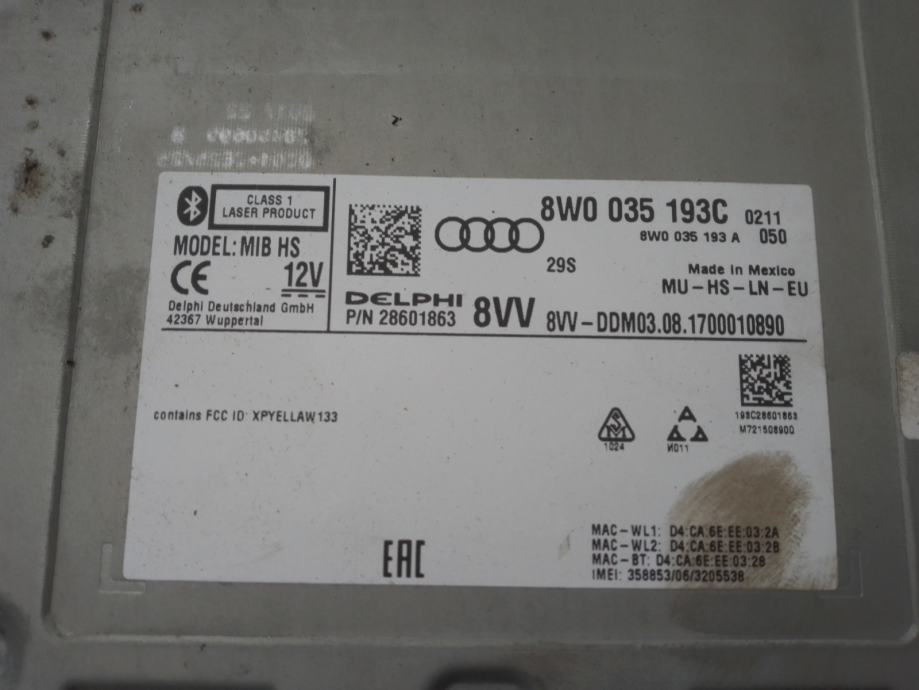 CLASS 1
LASER PRODUCT
MODEL: MIB HS
CE 12V
Delphi Deutschland GmbH
42367 Wuppertal
DELPHI
P/N 28601863
8VV
8W0 035 193C 0211
8W0 035 193 A 050
29S
Made in Mexico
MU-HS-LN-EU
8VV-DDM03.08.1700010890
contains FCC ID: XPYELLAW133
1024
И011
193C28601863
M721508900
EAC
MAC-WL1: D4:CA:6E:EE:03:2A
MAC-WL2: D4:CA:6E:EE:03:2B
MAC-BT: D4:CA:6E:EE:03:28
IMEI: 358853/06/3205538